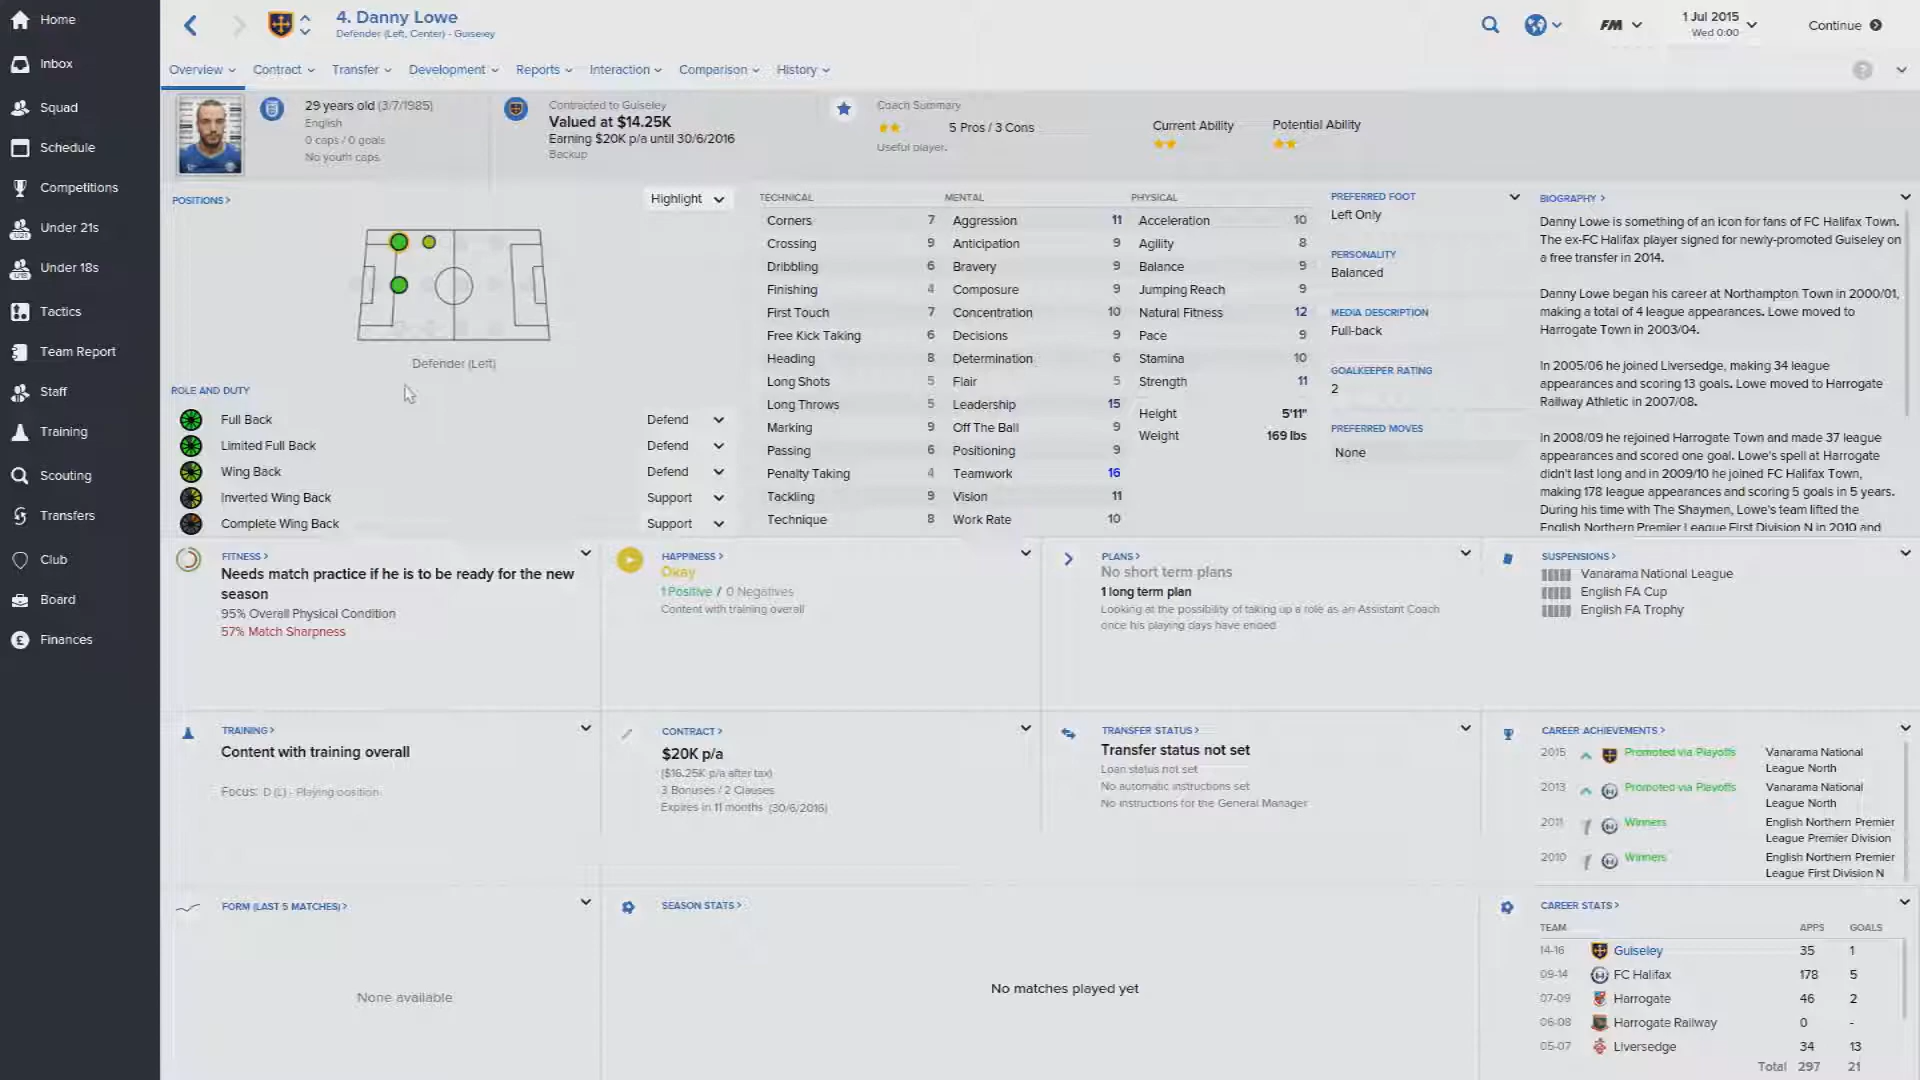 Home
Inbox
Squad
Schedule
Competitions
Under 21s
Under 18s
Tactics
Team Report
Staff
Training
Scouting
Transfers
Club
Board
Finances
4. Danny Lowe
Defender (Left, Center) - Guiseley
FM
1 Jul 2015
Wed 0:00
Continue
Overview Contract Transfer Development Reports Interaction Comparison History
29 years old (3/7/1985)
English
0 caps / 0 goals
No youth caps
Contracted to Guiseley
Valued at $14.25K
Earning $20K p/a until 30/6/2016
Backup
Coach Summary
5 Pros / 3 Cons
Useful player.
Current Ability
Potential Ability
POSITIONS >
Highlight
Defender (Left)
ROLE AND DUTY
Full Back Defend
Limited Full Back Defend
Wing Back Defend
Inverted Wing Back Support
Complete Wing Back Support
TECHNICAL
Corners 7
Crossing 9
Dribbling 6
Finishing 4
First Touch 7
Free Kick Taking 6
Heading 8
Long Shots 5
Long Throws 5
Marking 9
Passing 6
Penalty Taking 4
Tackling 9
Technique 8
MENTAL
Aggression 11
Anticipation 9
Bravery 9
Composure 9
Concentration 10
Decisions 9
Determination 6
Flair 5
Leadership 15
Off The Ball 9
Positioning 9
Teamwork 16
Vision 11
Work Rate 10
PHYSICAL
Acceleration 10
Agility 8
Balance 9
Jumping Reach 9
Natural Fitness 12
Pace 9
Stamina 10
Strength 11
Height 5'11"
Weight 169 lbs
PREFERRED FOOT
Left Only
PERSONALITY
Balanced
MEDIA DESCRIPTION
Full-back
GOALKEEPER RATING
2
PREFERRED MOVES
None
BIOGRAPHY >
Danny Lowe is something of an icon for fans of FC Halifax Town.
The ex-FC Halifax player signed for newly-promoted Guiseley on
a free transfer in 2014.
Danny Lowe began his career at Northampton Town in 2000/01,
making a total of 4 league appearances. Lowe moved to
Harrogate Town in 2003/04.
In 2005/06 he joined Liversedge, making 34 league
appearances and scoring 13 goals. Lowe moved to Harrogate
Railway Athletic in 2007/08.
In 2008/09 he rejoined Harrogate Town and made 37 league
appearances and scored one goal. Lowe's spell at Harrogate
didn't last long and in 2009/10 he joined FC Halifax Town,
making 178 league appearances and scoring 5 goals in 5 years.
During his time with The Shaymen, Lowe's team lifted the
English Northern Premier League First Division N in 2010 and
FITNESS >
Needs match practice if he is to be ready for the new
season
95% Overall Physical Condition
57% Match Sharpness
HAPPINESS >
Okay
1 Positive / 0 Negatives
Content with training overall
PLANS >
No short term plans
1 long term plan
Looking at the possibility of taking up a role as an Assistant Coach
once his playing days have ended
SUSPENSIONS >
Vanarama National League
English FA Cup
English FA Trophy
TRAINING >
Content with training overall
Focus: D (L) - Playing position
CONTRACT >
$20K p/a
($16.25K p/a after tax)
3 Bonuses / 2 Clauses
Expires in 11 months (30/6/2016)
TRANSFER STATUS >
Transfer status not set
Loan status not set
No automatic instructions set
No instructions for the General Manager
CAREER ACHIEVEMENTS >
2015 Promoted via Playoffs Vanarama National
League North
2013 Promoted via Playoffs Vanarama National
League North
2011 Winners English Northern Premier
League Premier Division
2010 Winners English Northern Premier
League First Division N
FORM (LAST 5 MATCHES) >
None available
SEASON STATS >
No matches played yet
CAREER STATS >
TEAM APPS GOALS
14-16 Guiseley 35 1
09-14 FC Halifax 178 5
07-09 Harrogate 46 2
06-08 Harrogate Railway 0 -
05-07 Liversedge 34 13
Total 297 21